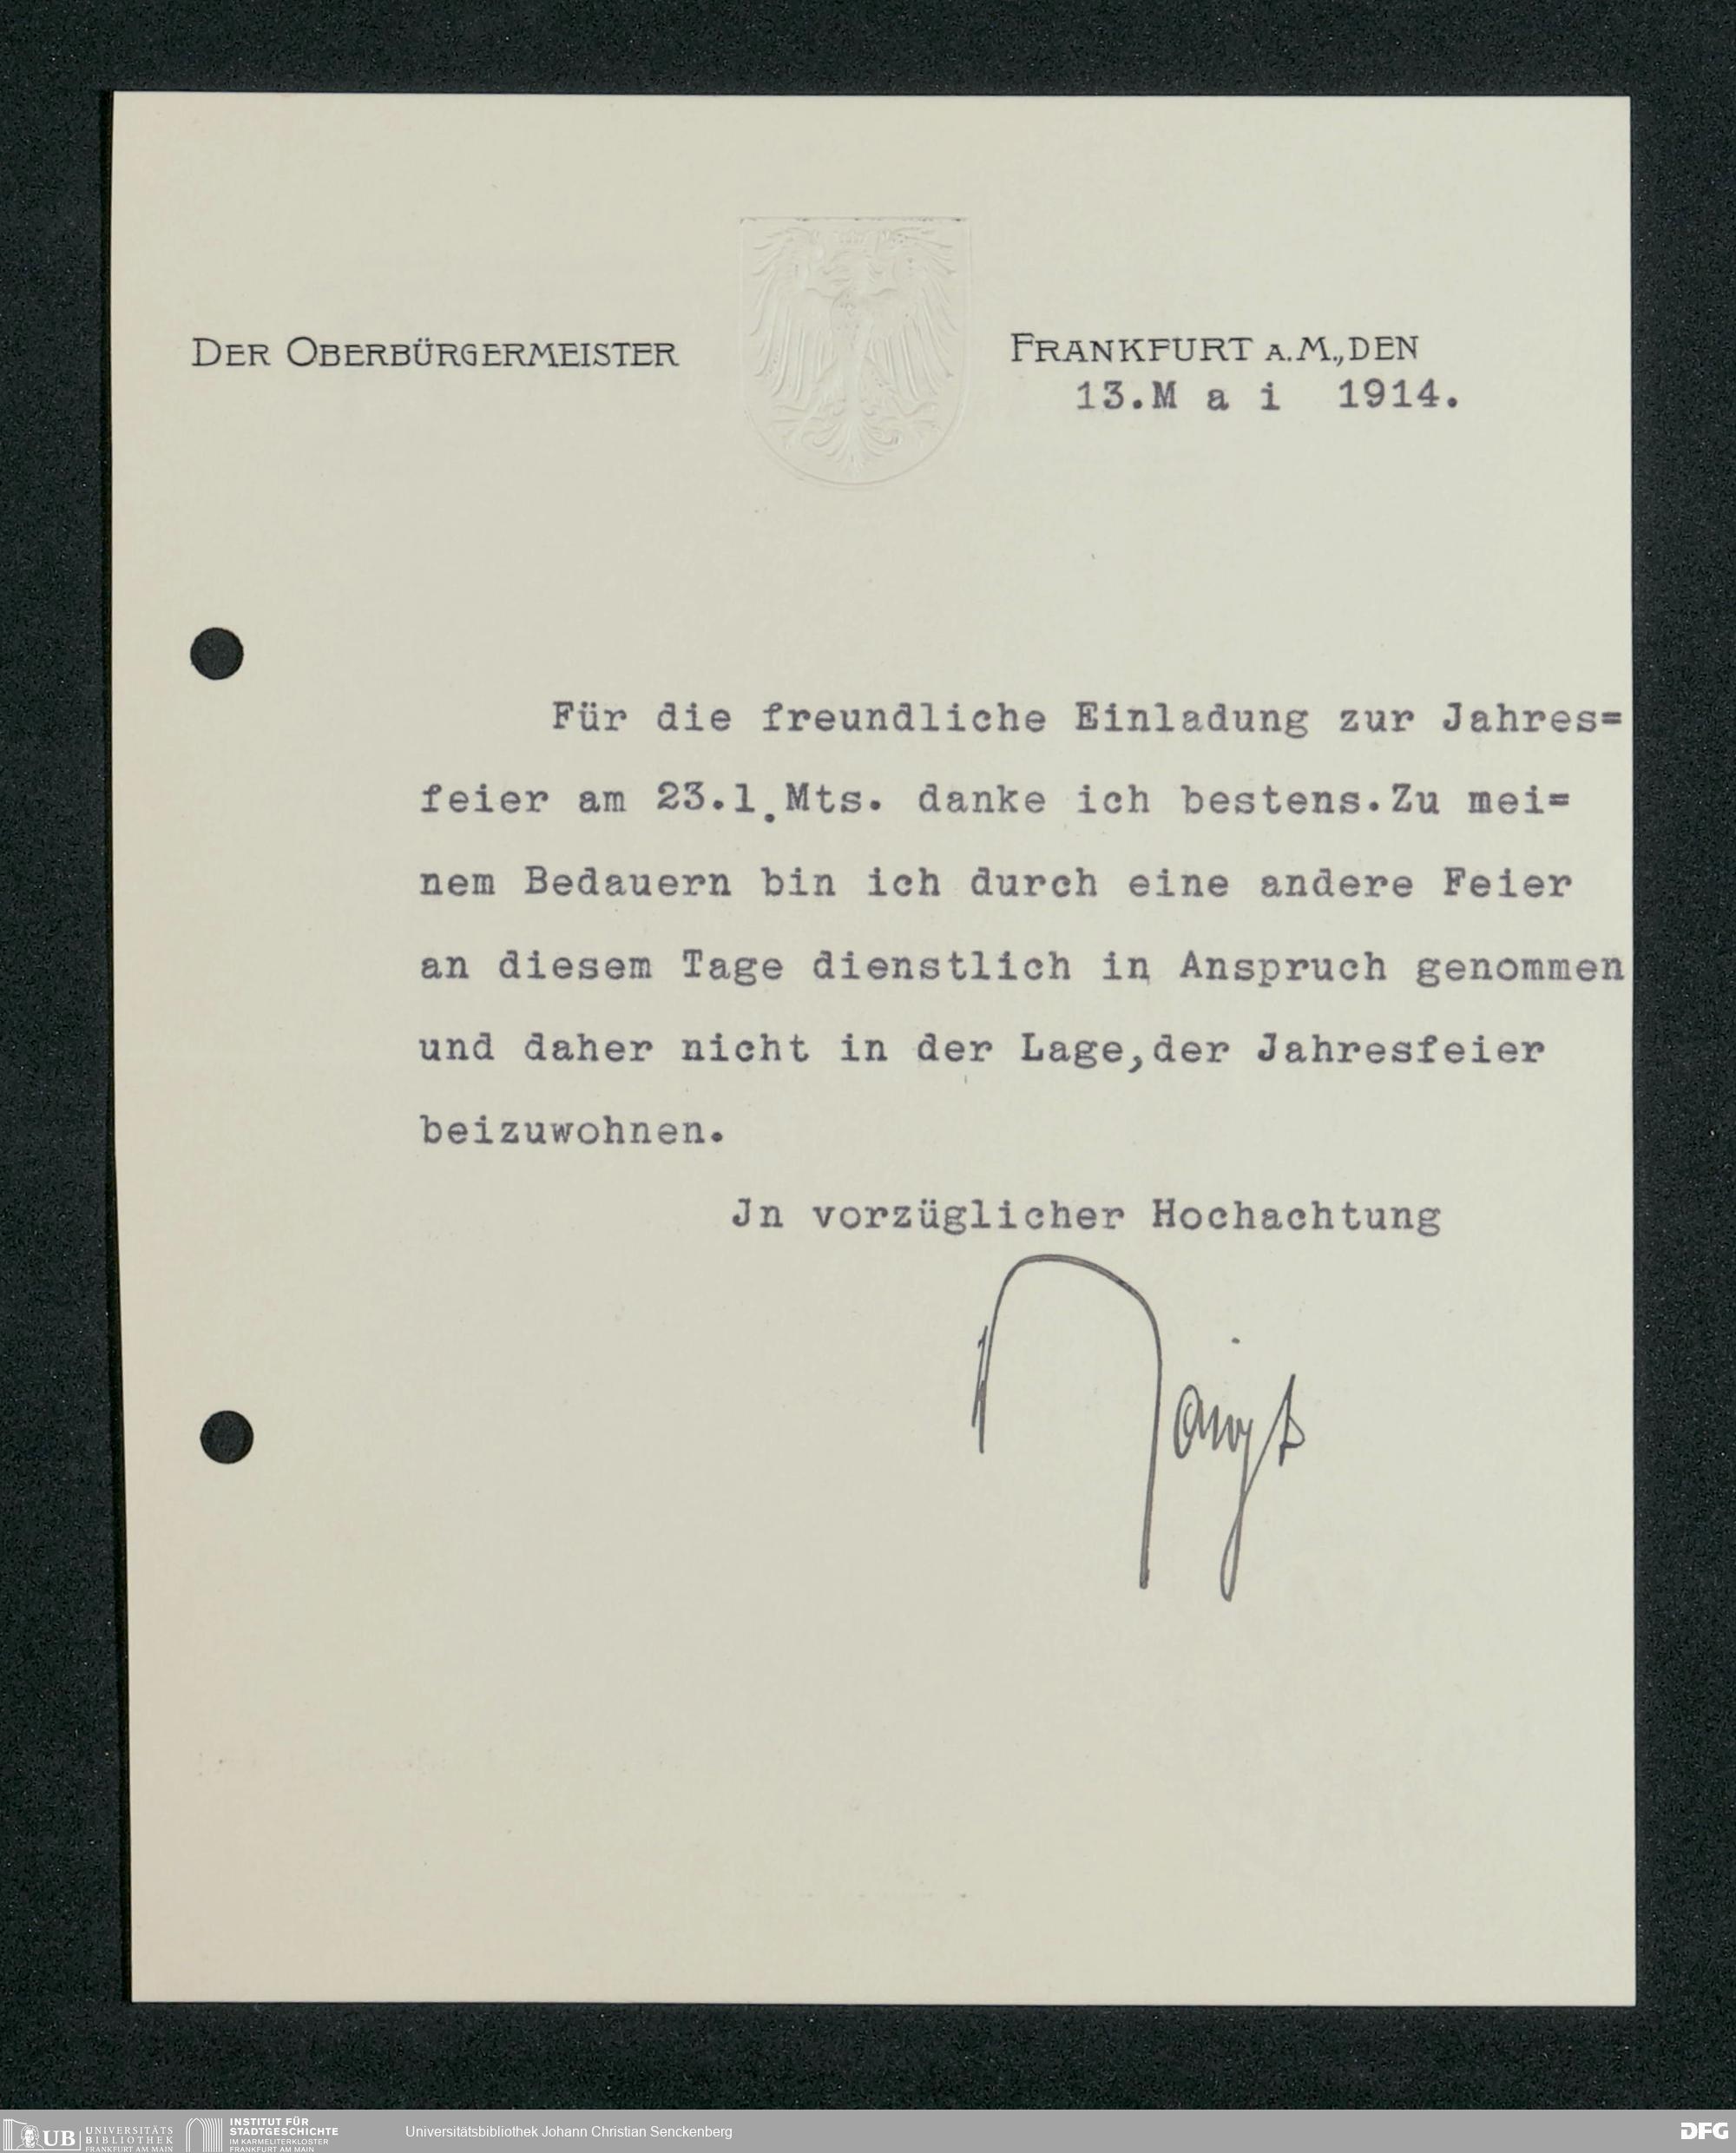 DER OBERBÜRGERMEISTER
FRANKFURT A.M., DEN
13.M a i 1914.
Für die freundliche Einladung zur Jahres=
feier am 23.l.Mts. danke ich bestens.Zu mei=
nem Bedauern bin ich durch eine andere Feier
an diesem Tage dienstlich in Anspruch genommen
und daher nicht in der Lage,der Jahresfeier
beizuwohnen.
Jn vorzüglicher Hochachtung
UB
UNIVERSITÄTS
BIBLIOTHEK
FRANKFURT AM MAIN
INSTITUT FÜR
STADTGESCHICHTE
IM KARMELITERKLOSTER
FRANKFURT AM MAIN
Universitätsbibliothek Johann Christian Senckenberg
DFG